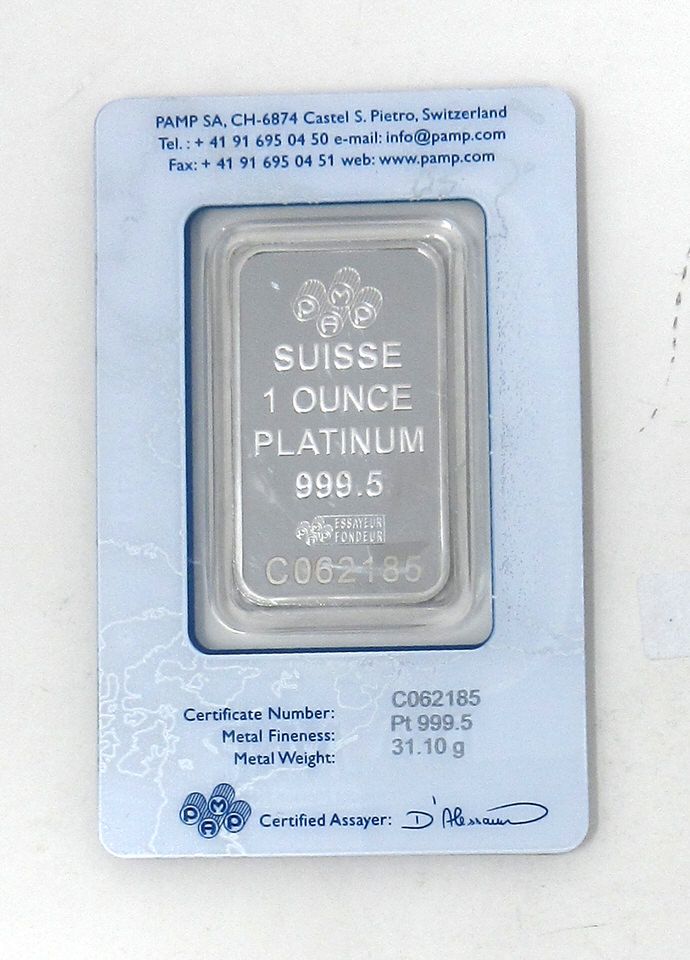 PAMP SA, CH-6874 Castel S. Pietro, Switzerland
Tel. : + 41 91 695 04 50 e-mail: info@pamp.com
Fax: + 41 91 695 04 51 web: www.pamp.com
PAMP
SUISSE
1 OUNCE
PLATINUM
999.5
PAMP ESSAYEUR
FONDEUR
C062185
Certificate Number: C062185
Metal Fineness: Pt 999.5
Metal Weight: 31.10 g
PAMP Certified Assayer: